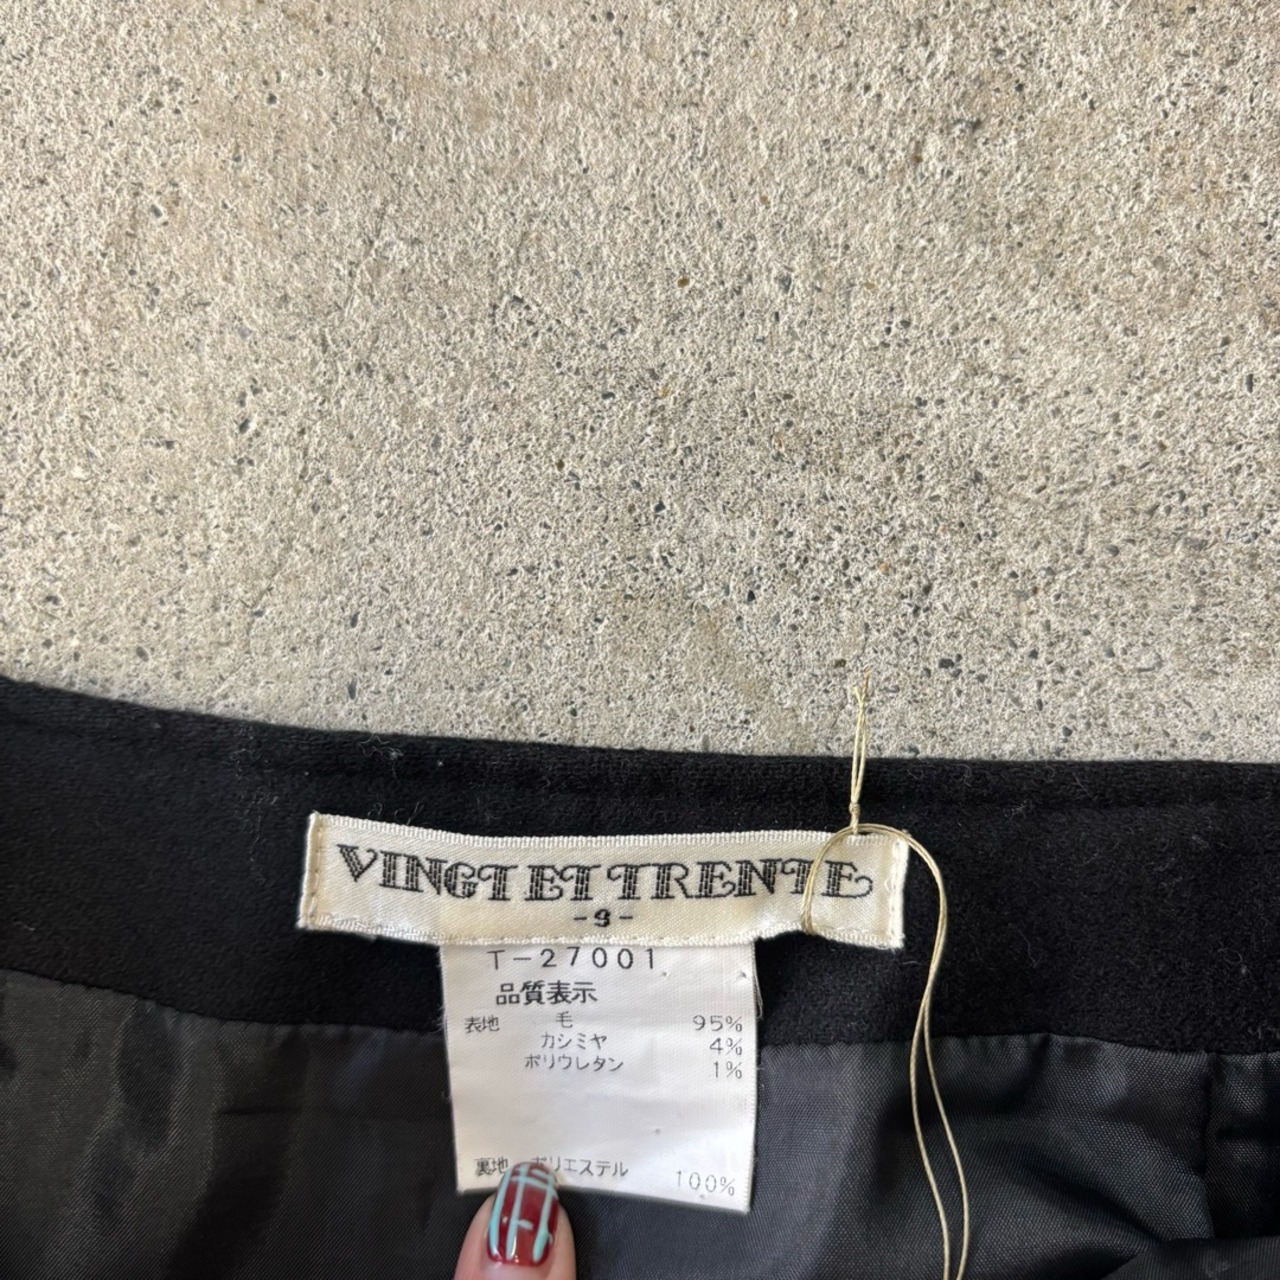 VINGT ET TRENTE
-9-
T-27001
品質表示
表地 毛 95%
カシミヤ 4%
ポリウレタン 1%
裏地 ポリエステル 100%